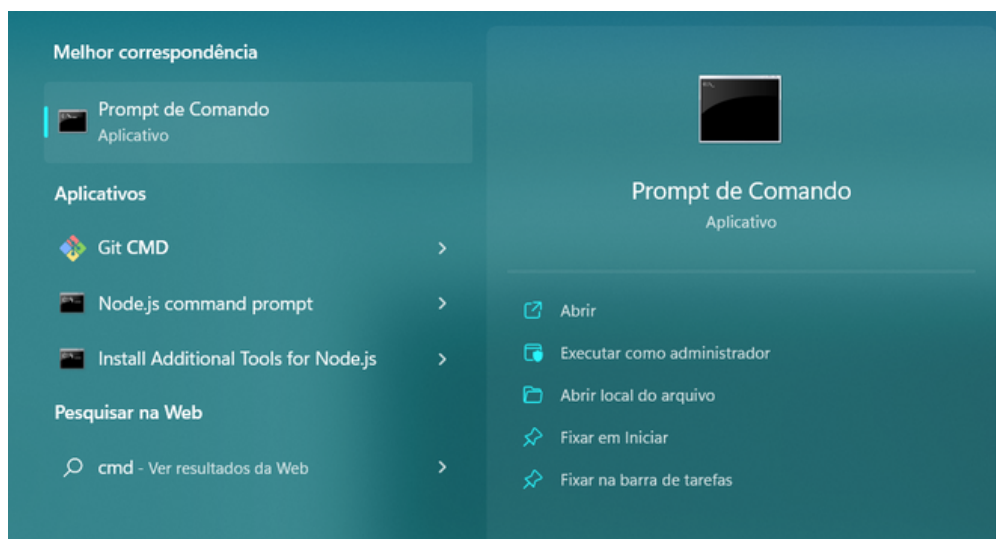 Melhor correspondência
Prompt de Comando
Aplicativo
Aplicativos
Git CMD
Node.js command prompt
Install Additional Tools for Node.js
Pesquisar na Web
cmd - Ver resultados da Web
Prompt de Comando
Aplicativo
Abrir
Executar como administrador
Abrir local do arquivo
Fixar em Iniciar
Fixar na barra de tarefas